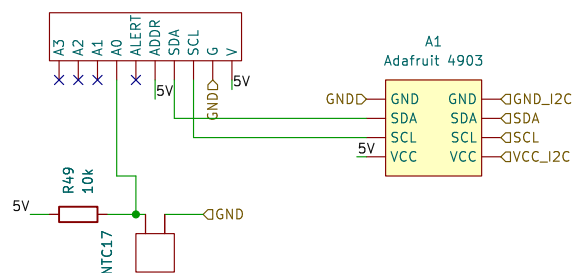 A3
A2
A1
A0
ALERT
ADDR
SDA
SCL
G
V
5V
5V
GND
A1
Adafruit 4903
GND
GND
GND
GND_I2C
SDA
SDA
SDA
SCL
SCL
SCL
5V
VCC
VCC
VCC_I2C
R49
10k
5V
GND
NTC17